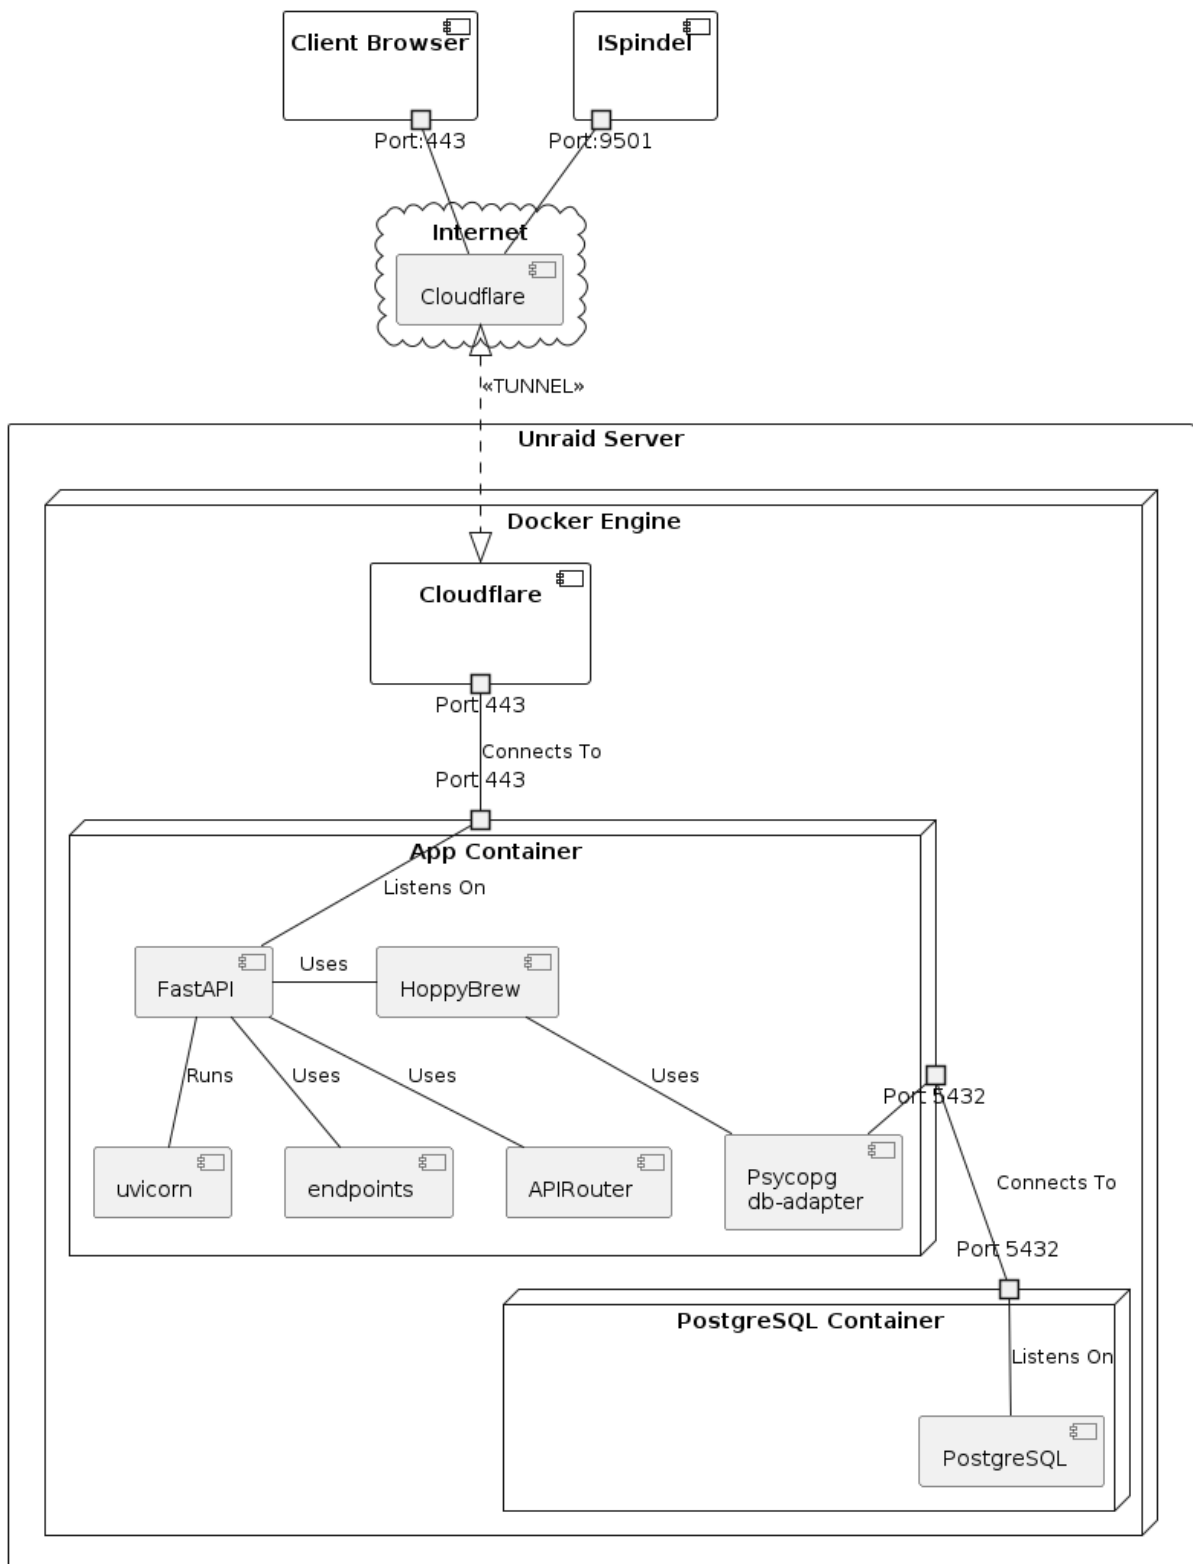 Client Browser
ISpindel
Port:443
Port:9501
Internet
Cloudflare
«TUNNEL»
Unraid Server
Docker Engine
Cloudflare
Port 443
Connects To
Port 443
App Container
Listens On
FastAPI
Uses
HoppyBrew
Runs
Uses
Uses
Uses
Port 5432
uvicorn
endpoints
APIRouter
Psycopg
db-adapter
Connects To
Port 5432
PostgreSQL Container
Listens On
PostgreSQL